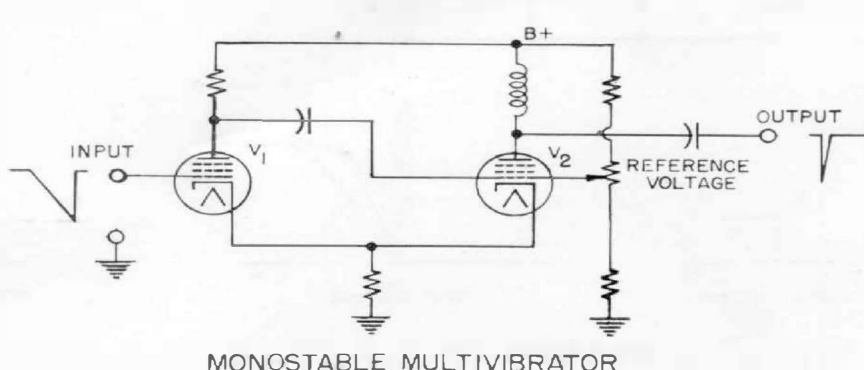 B+
INPUT
V1
V2
OUTPUT
REFERENCE
VOLTAGE
MONOSTABLE MULTIVIBRATOR